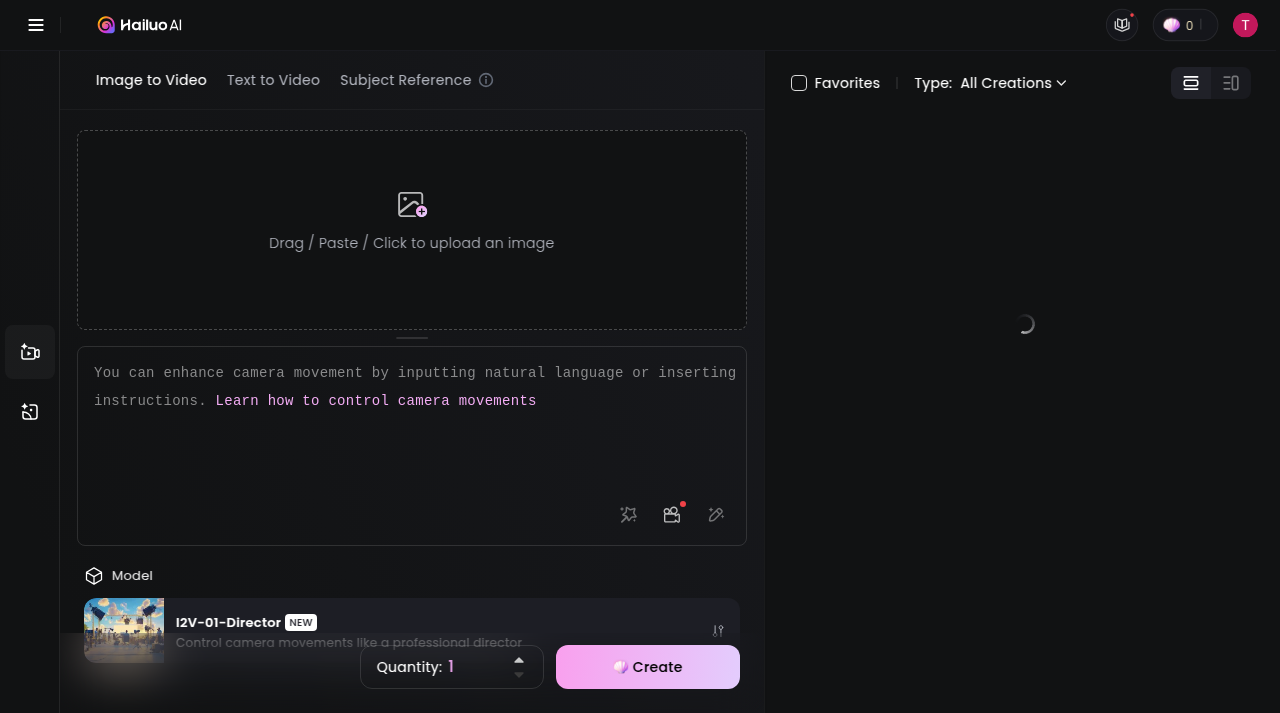 Hailuo AI
0
T
Image to Video
Text to Video
Subject Reference
Favorites
Type: All Creations
Drag / Paste / Click to upload an image
You can enhance camera movement by inputting natural language or inserting
instructions. Learn how to control camera movements
Model
I2V-01-Director NEW
Control camera movements like a professional director
Quantity: 1
Create